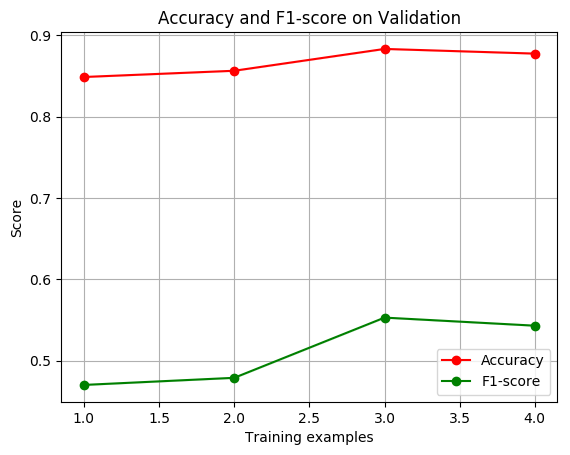 Accuracy and F1-score on Validation
Score
0.9
0.8
0.7
0.6
0.5
1.0 1.5 2.0 2.5 3.0 3.5 4.0
Training examples
Accuracy
F1-score